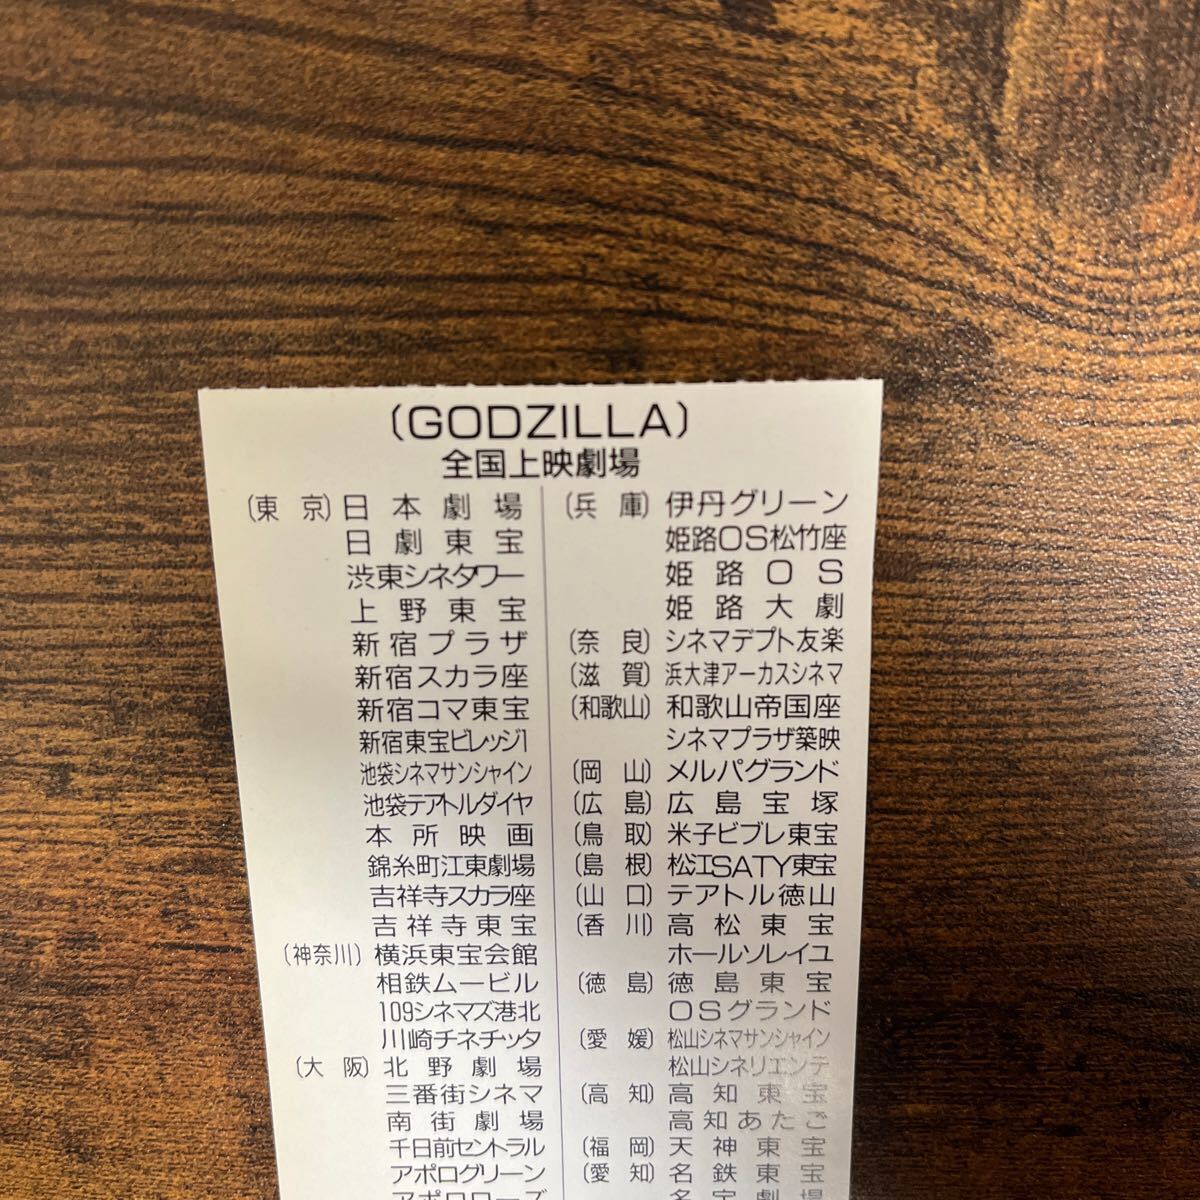 〔GODZILLA〕
全国上映劇場
〔東京〕日本劇場
日劇東宝
渋東シネタワー
上野東宝
新宿プラザ
新宿スカラ座
新宿コマ東宝
新宿東宝ビレッジ1
池袋シネマサンシャイン
池袋テアトルダイヤ
本所映画
錦糸町江東劇場
吉祥寺スカラ座
吉祥寺東宝
〔神奈川〕横浜東宝会館
相鉄ムービル
109シネマズ港北
川崎チネチッタ
〔大阪〕北野劇場
三番街シネマ
南街劇場
千日前セントラル
アポログリーン
アポロローズ
〔兵庫〕伊丹グリーン
姫路OS松竹座
姫路OS
姫路大劇
〔奈良〕シネマデプト友楽
〔滋賀〕浜大津アーカスシネマ
〔和歌山〕和歌山帝国座
シネマプラザ築映
〔岡山〕メルパグランド
〔広島〕広島宝塚
〔鳥取〕米子ビブレ東宝
〔島根〕松江SATY東宝
〔山口〕テアトル徳山
〔香川〕高松東宝
ホールソレイユ
〔徳島〕徳島東宝
OSグランド
〔愛媛〕松山シネマサンシャイン
松山シネリエンテ
〔高知〕高知東宝
高知あたご
〔福岡〕天神東宝
〔愛知〕名鉄東宝
名宝劇場